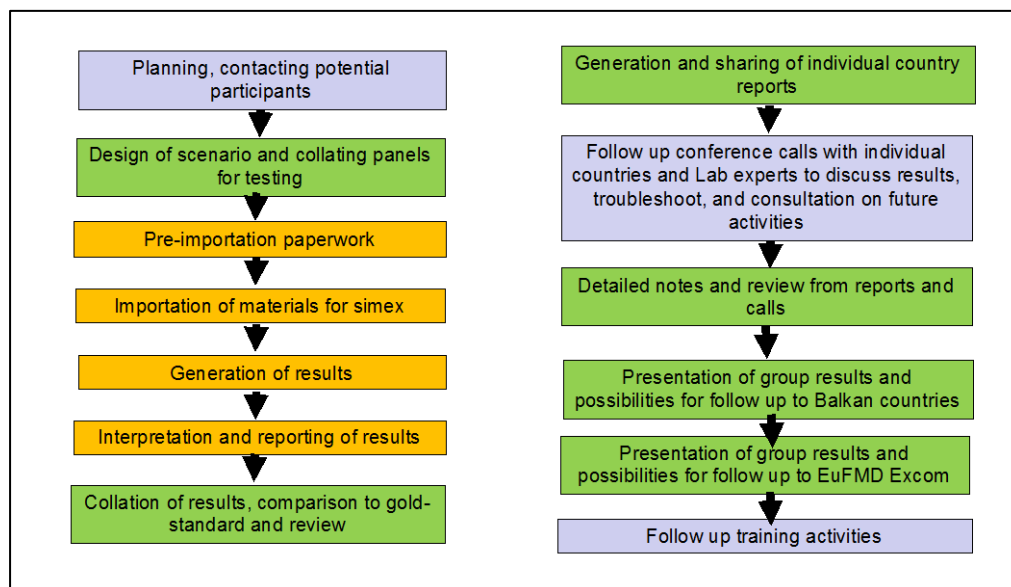 Planning, contacting potential
participants
Design of scenario and collating panels
for testing
Pre-importation paperwork
Importation of materials for simex
Generation of results
Interpretation and reporting of results
Collation of results, comparison to gold-
standard and review
Generation and sharing of individual country
reports
Follow up conference calls with individual
countries and Lab experts to discuss results,
troubleshoot, and consultation on future
activities
Detailed notes and review from reports and
calls
Presentation of group results and
possibilities for follow up to Balkan countries
Presentation of group results and
possibilities for follow up to EuFMD Excom
Follow up training activities